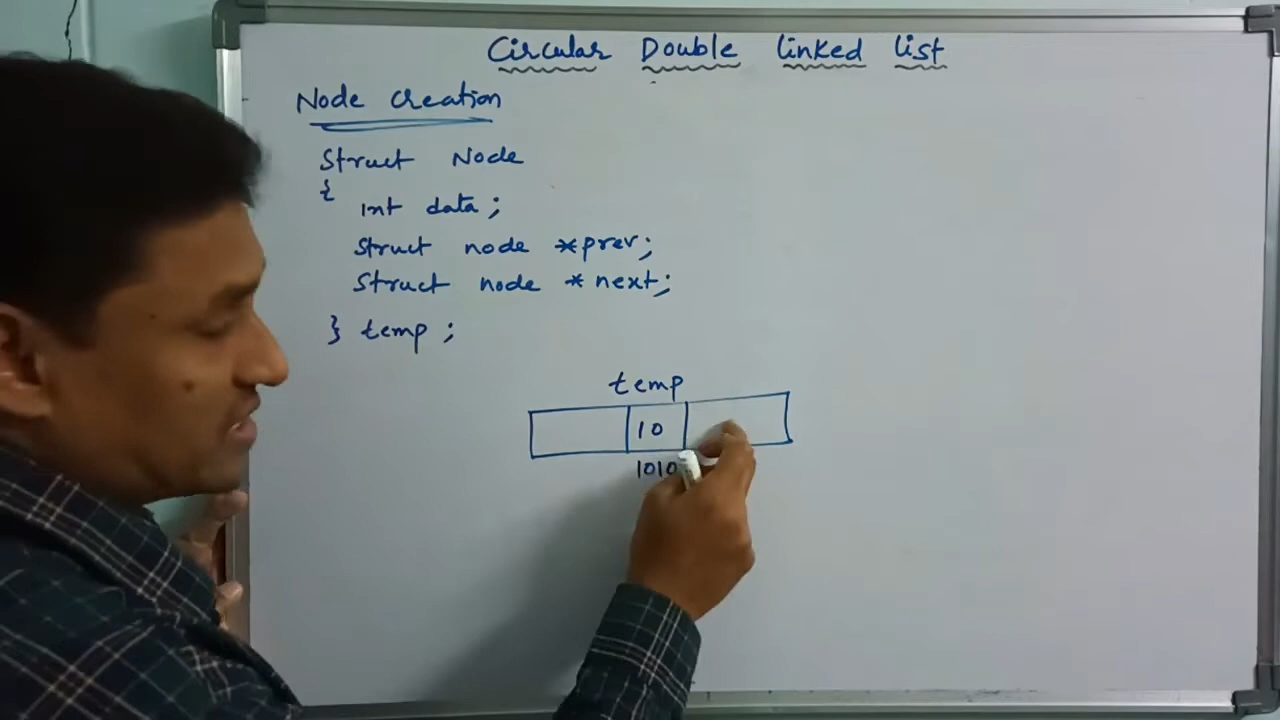 Circular Double linked list
Node creation
Struct Node
{
int data;
Struct node *prev;
Struct node *next;
} temp;
temp
10
1010